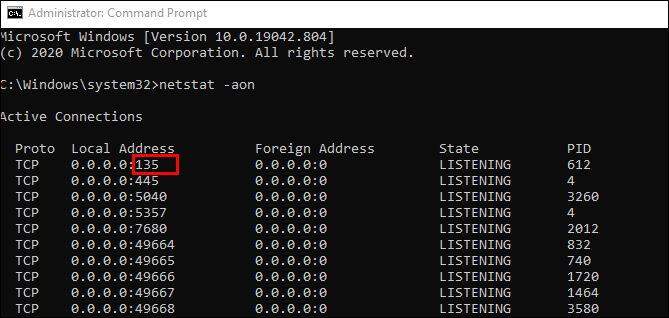 Administrator: Command Prompt
Microsoft Windows [Version 10.0.19042.804]
(c) 2020 Microsoft Corporation. All rights reserved.
C:\Windows\system32>netstat -aon
Active Connections
Proto Local Address Foreign Address State PID
TCP 0.0.0.0:135 0.0.0.0:0 LISTENING 612
TCP 0.0.0.0:445 0.0.0.0:0 LISTENING 4
TCP 0.0.0.0:5040 0.0.0.0:0 LISTENING 3260
TCP 0.0.0.0:5357 0.0.0.0:0 LISTENING 4
TCP 0.0.0.0:7680 0.0.0.0:0 LISTENING 2012
TCP 0.0.0.0:49664 0.0.0.0:0 LISTENING 832
TCP 0.0.0.0:49665 0.0.0.0:0 LISTENING 740
TCP 0.0.0.0:49666 0.0.0.0:0 LISTENING 1720
TCP 0.0.0.0:49667 0.0.0.0:0 LISTENING 1464
TCP 0.0.0.0:49668 0.0.0.0:0 LISTENING 3580